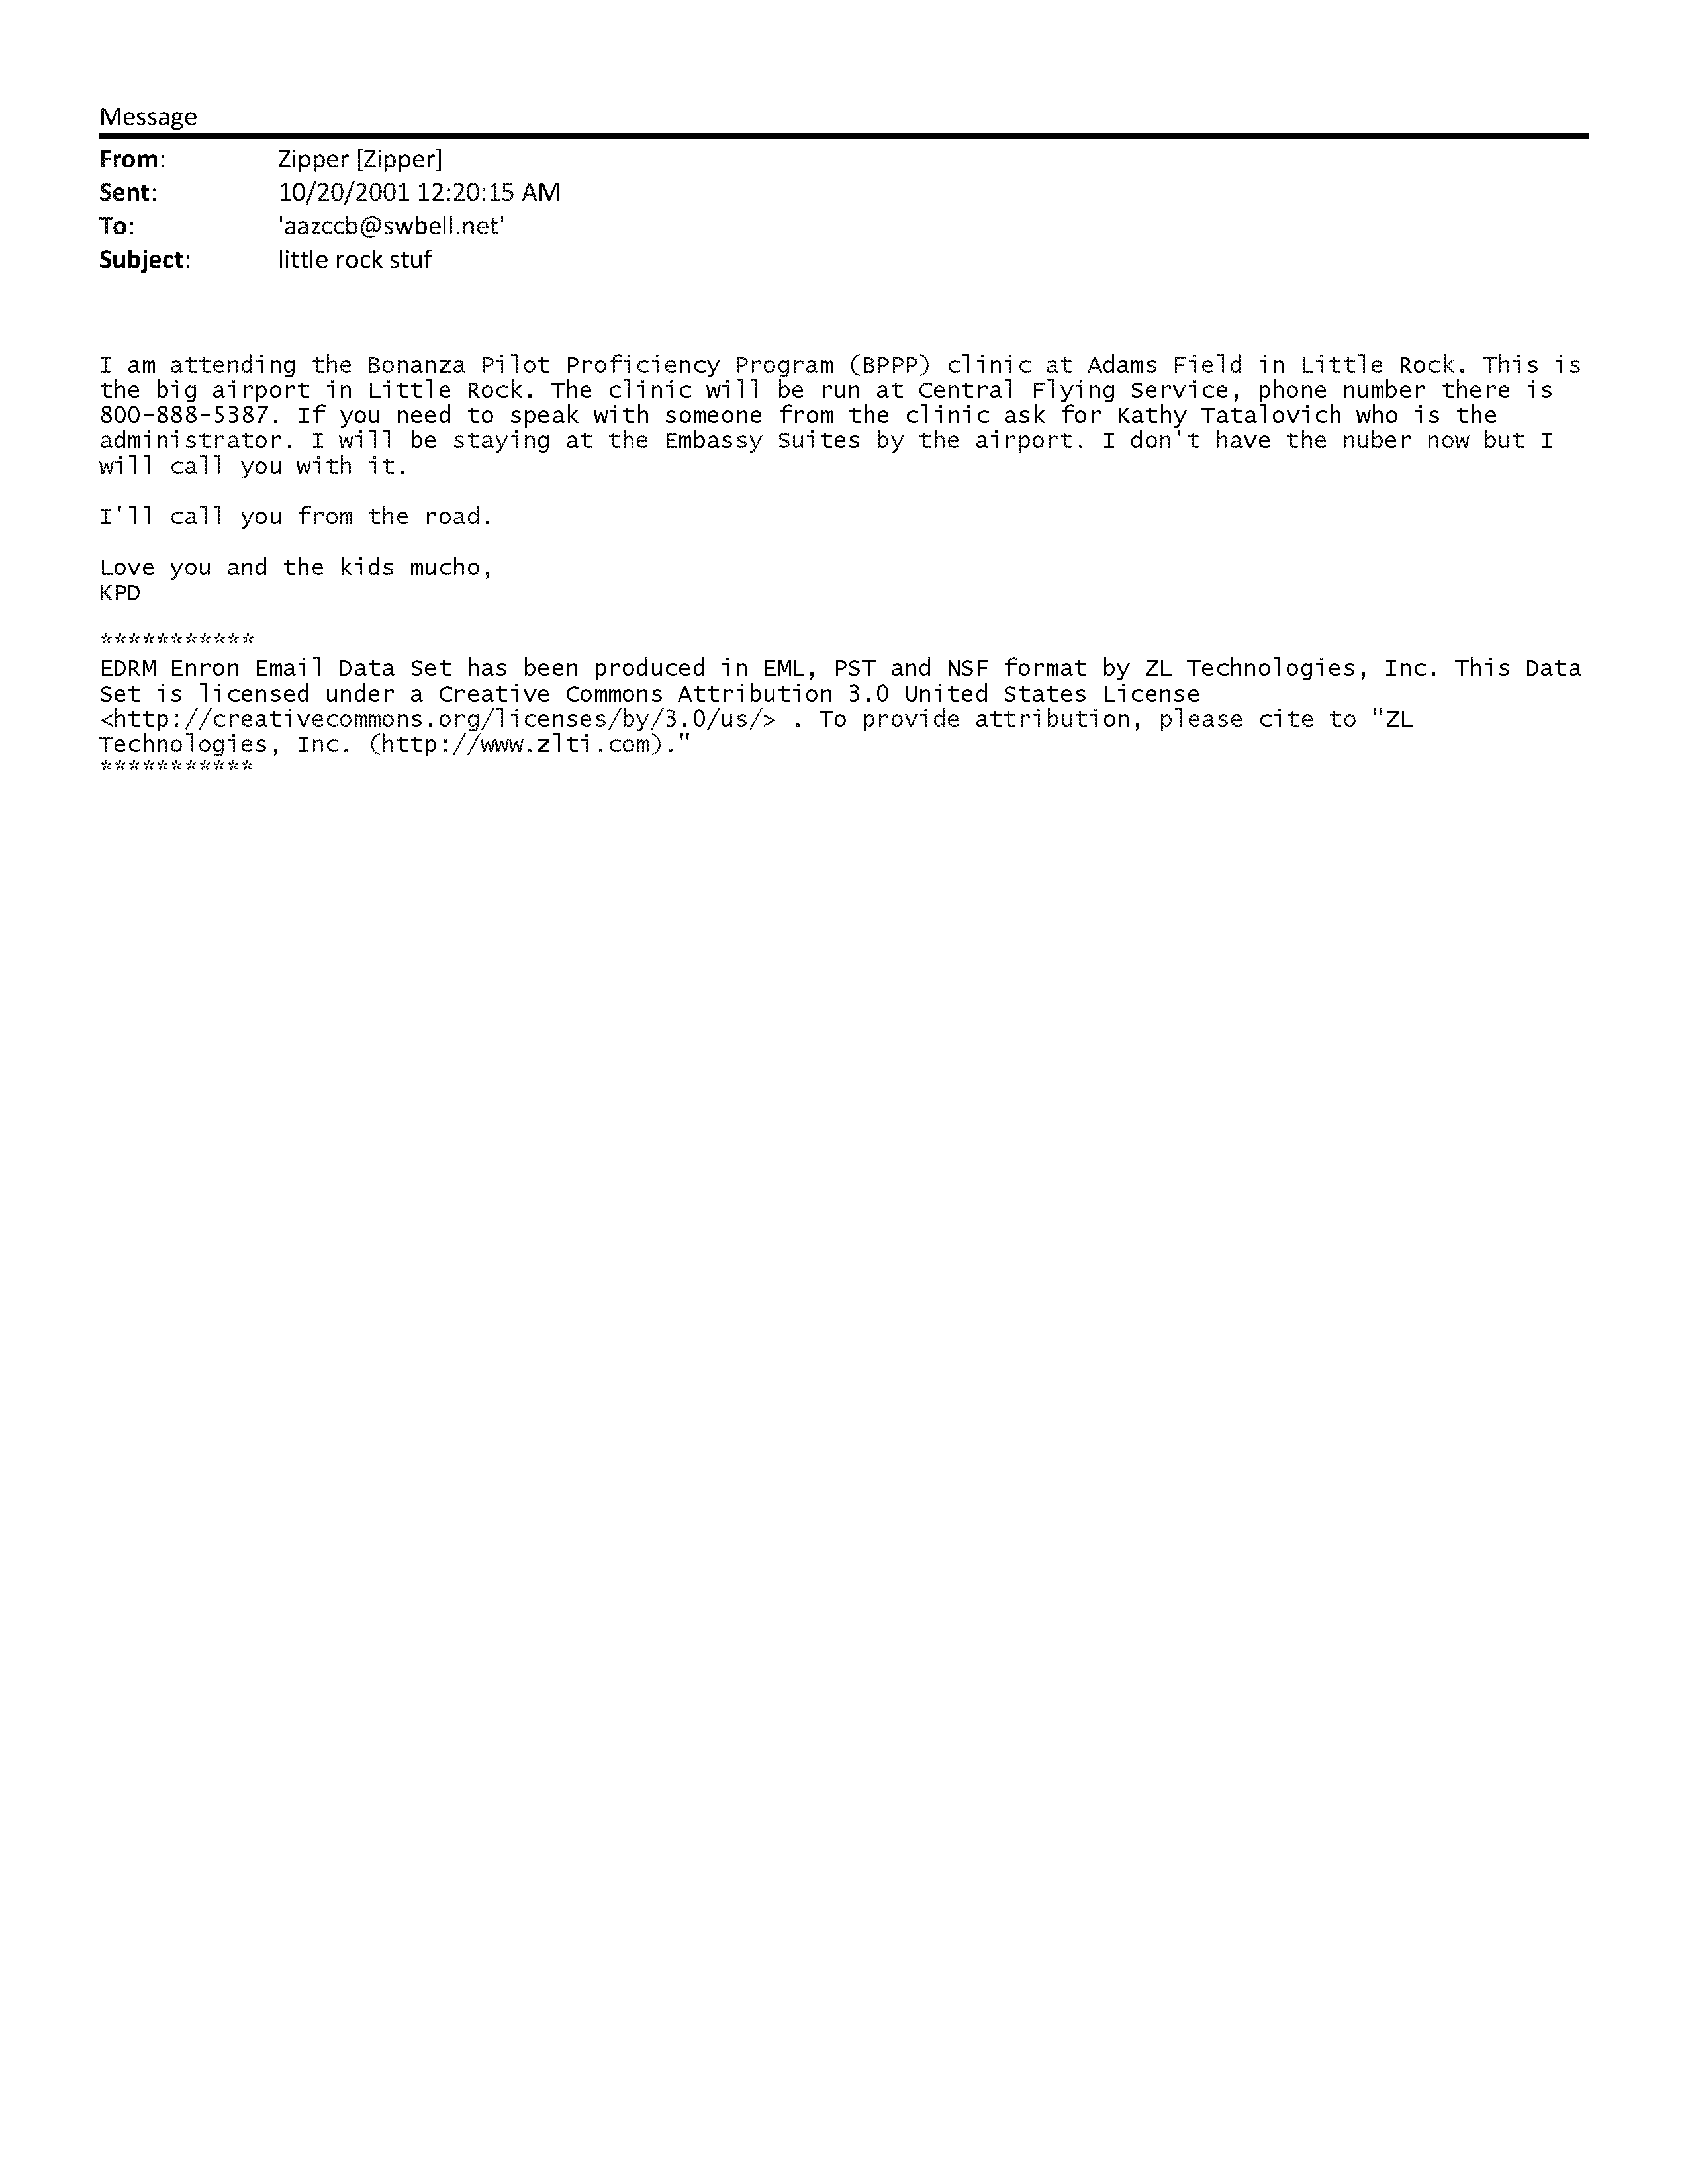 Message
From: Zipper [Zipper]
Sent: 10/20/2001 12:20:15 AM
To: 'aazccb@swbell.net'
Subject: little rock stuf
I am attending the Bonanza Pilot Proficiency Program (BPPP) clinic at Adams Field in Little Rock. This is
the big airport in Little Rock. The clinic will be run at Central Flying Service, phone number there is
800-888-5387. If you need to speak with someone from the clinic ask for Kathy Tatalovich who is the
administrator. I will be staying at the Embassy Suites by the airport. I don't have the nuber now but I
will call you with it.
I'll call you from the road.
Love you and the kids mucho,
KPD
***********
EDRM Enron Email Data Set has been produced in EML, PST and NSF format by ZL Technologies, Inc. This Data
Set is licensed under a Creative Commons Attribution 3.0 United States License
<http://creativecommons.org/licenses/by/3.0/us/> . To provide attribution, please cite to "ZL
Technologies, Inc. (http://www.zlti.com)."
***********